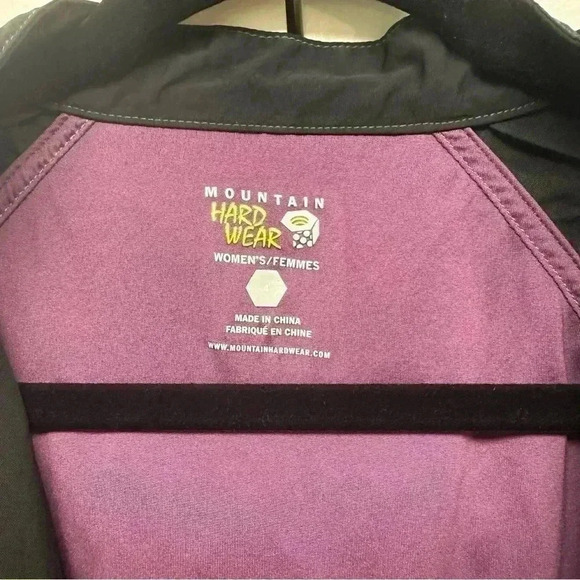 MOUNTAIN
HARD
WEAR
WOMEN'S/FEMMES
MADE IN CHINA
FABRIQUÉ EN CHINE
WWW.MOUNTAINHARDWEAR.COM